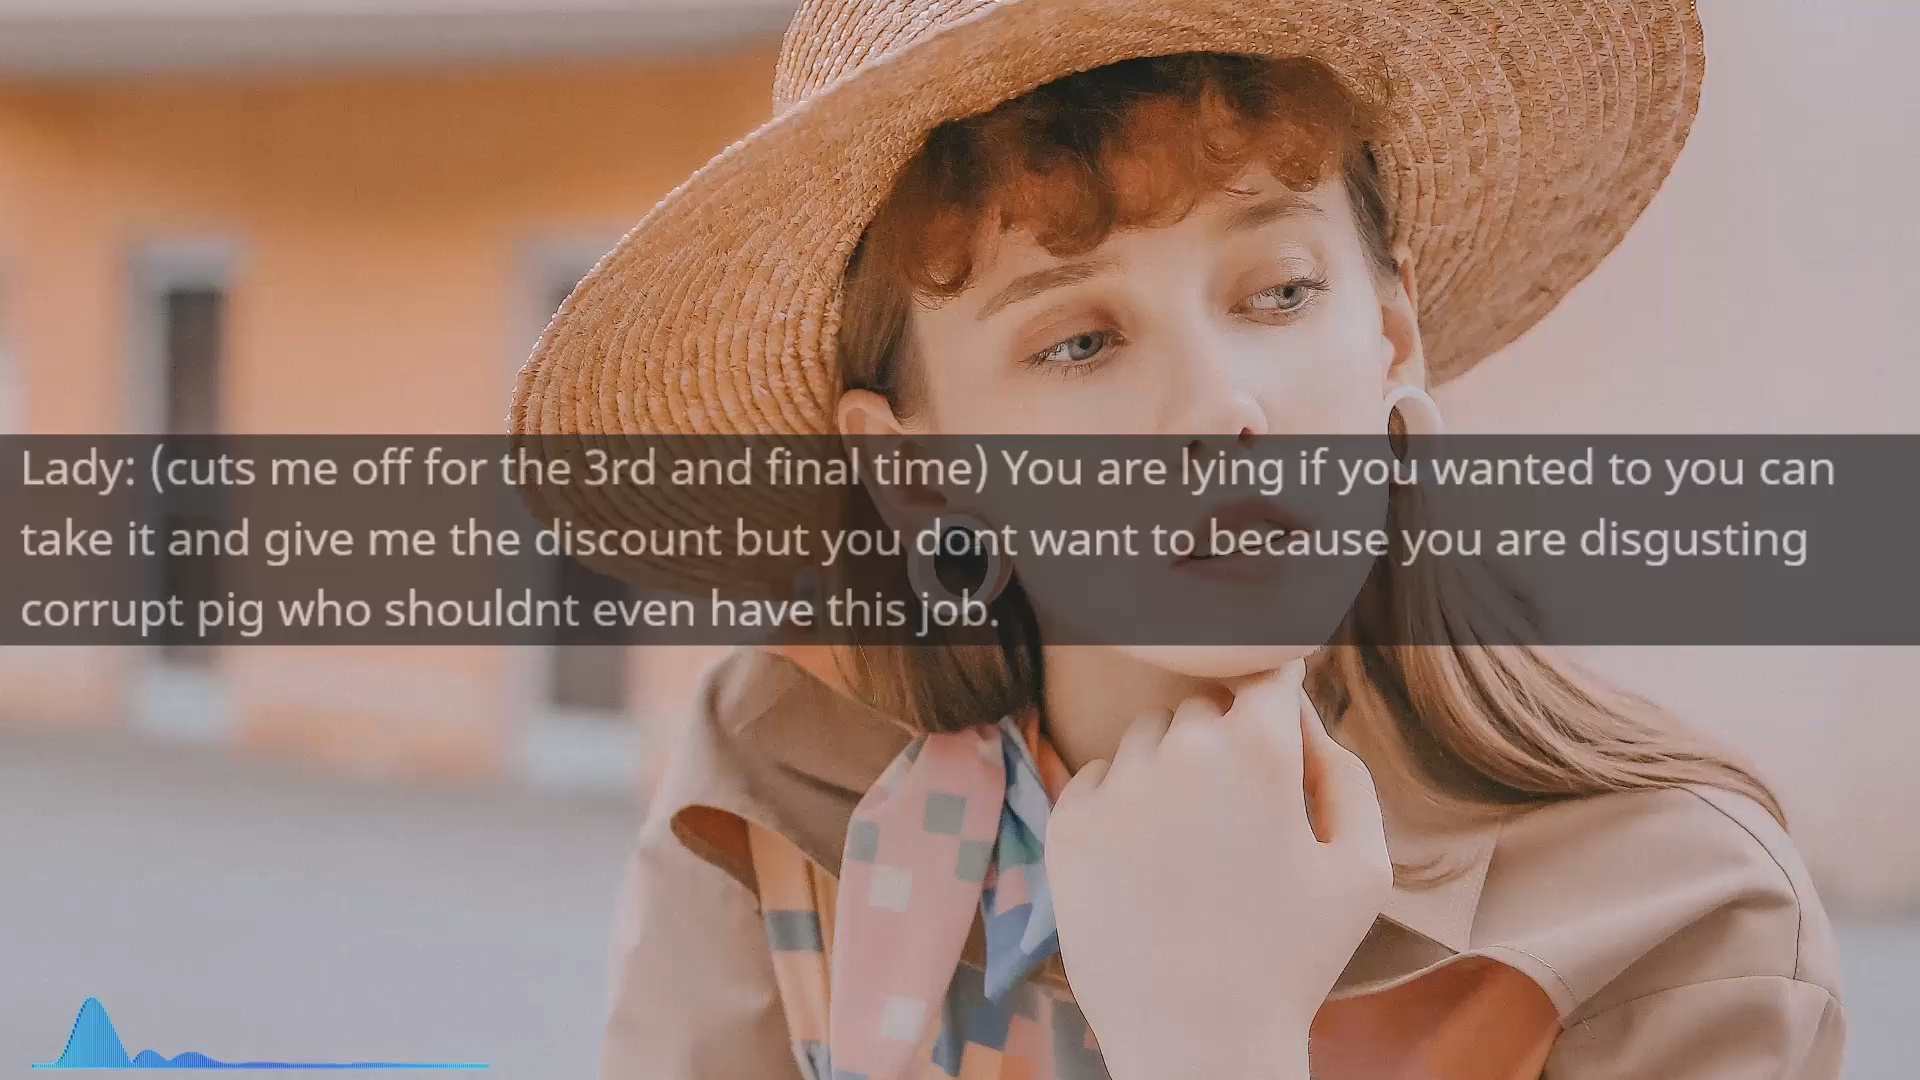 Lady: (cuts me off for the 3rd and final time) You are lying if you wanted to you can
take it and give me the discount but you dont want to because you are disgusting
corrupt pig who shouldnt even have this job.